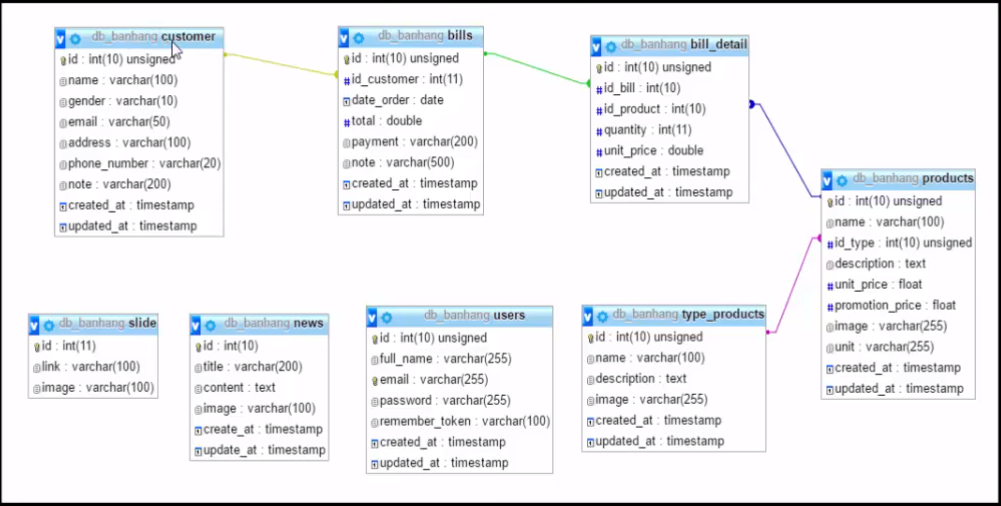 db_banhang customer
id : int(10) unsigned
name : varchar(100)
gender : varchar(10)
email : varchar(50)
address : varchar(100)
phone_number : varchar(20)
note : varchar(200)
created_at : timestamp
updated_at : timestamp
db_banhang bills
id : int(10) unsigned
id_customer : int(11)
date_order : date
total : double
payment : varchar(200)
note : varchar(500)
created_at : timestamp
updated_at : timestamp
db_banhang bill_detail
id : int(10) unsigned
id_bill : int(10)
id_product : int(10)
quantity : int(11)
unit_price : double
created_at : timestamp
updated_at : timestamp
db_banhang products
id : int(10) unsigned
name : varchar(100)
id_type : int(10) unsigned
description : text
unit_price : float
promotion_price : float
image : varchar(255)
unit : varchar(255)
created_at : timestamp
updated_at : timestamp
db_banhang slide
id : int(11)
link : varchar(100)
image : varchar(100)
db_banhang news
id : int(10)
title : varchar(200)
content : text
image : varchar(100)
create_at : timestamp
update_at : timestamp
db_banhang users
id : int(10) unsigned
full_name : varchar(255)
email : varchar(255)
password : varchar(255)
remember_token : varchar(100)
created_at : timestamp
updated_at : timestamp
db_banhang type_products
id : int(10) unsigned
name : varchar(100)
description : text
image : varchar(255)
created_at : timestamp
updated_at : timestamp